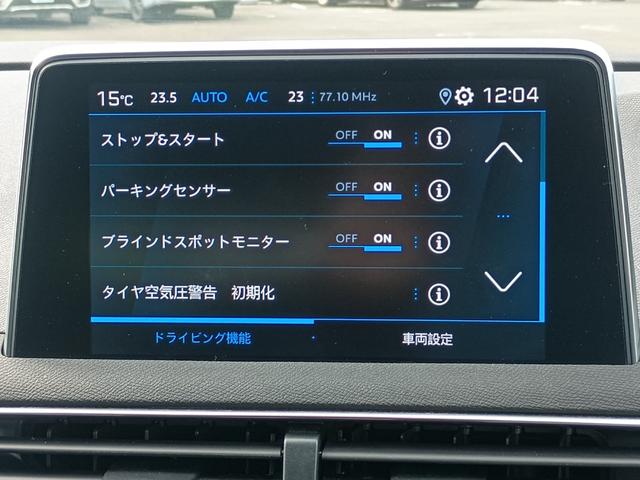 15℃ 23.5 AUTO A/C 23 77.10 MHz 12:04
ストップ&スタート OFF ON
パーキングセンサー OFF ON
ブラインドスポットモニター OFF ON
タイヤ空気圧警告 初期化
ドライビング機能 車両設定